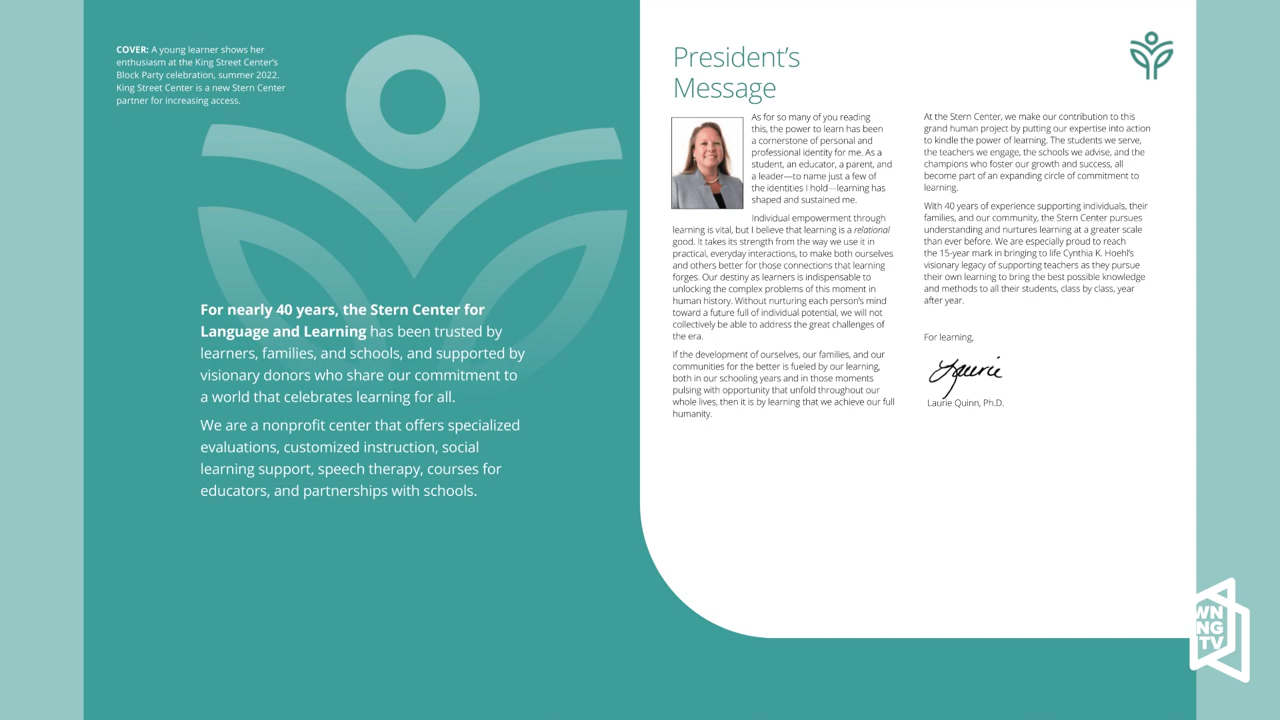 COVER: A young learner shows her
enthusiasm at the King Street Center's
Block Party celebration, summer 2022.
King Street Center is a new Stern Center
partner for increasing access.
For nearly 40 years, the Stern Center for
Language and Learning has been trusted by
learners, families, and schools, and supported by
visionary donors who share our commitment to
a world that celebrates learning for all.
We are a nonprofit center that offers specialized
evaluations, customized instruction, social
learning support, speech therapy, courses for
educators, and partnerships with schools.
President's
Message
As for so many of you reading
this, the power to learn has been
a cornerstone of personal and
professional identity for me. As a
student, an educator, a parent, and
a leader—to name just a few of
the identities I hold—learning has
shaped and sustained me.
Individual empowerment through
learning is vital, but I believe that learning is a relational
good. It takes its strength from the way we use it in
practical, everyday interactions, to make both ourselves
and others better for those connections that learning
forges. Our destiny as learners is indispensable to
unlocking the complex problems of this moment in
human history. Without nurturing each person's mind
toward a future full of individual potential, we will not
collectively be able to address the great challenges of
the era.
If the development of ourselves, our families, and our
communities for the better is fueled by our learning,
both in our schooling years and in those moments
pulsing with opportunity that unfold throughout our
whole lives, then it is by learning that we achieve our full
humanity.
At the Stern Center, we make our contribution to this
grand human project by putting our expertise into action
to kindle the power of learning. The students we serve,
the teachers we engage, the schools we advise, and the
champions who foster our growth and success, all
become part of an expanding circle of commitment to
learning.
With 40 years of experience supporting individuals, their
families, and our community, the Stern Center pursues
understanding and nurtures learning at a greater scale
than ever before. We are especially proud to reach
the 15-year mark in bringing to life Cynthia K. Hoehl's
visionary legacy of supporting teachers as they pursue
their own learning to bring the best possible knowledge
and methods to all their students, class by class, year
after year.
For learning,
Laurie
Laurie Quinn, Ph.D.
WN
NG
TV